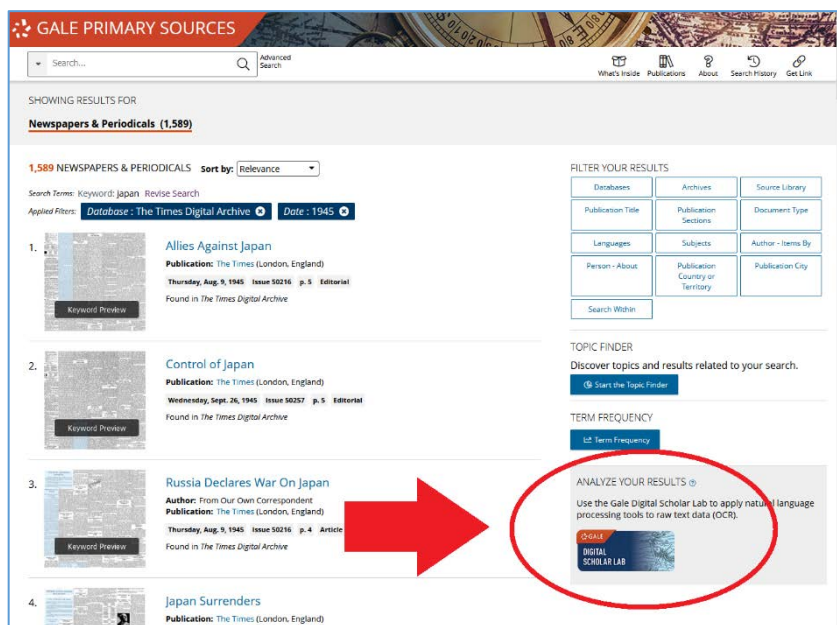 GALE PRIMARY SOURCES
Search...
Advanced
Search
What's Inside Publications About Search History Get Link
SHOWING RESULTS FOR
Newspapers & Periodicals (1,589)
1,589 NEWSPAPERS & PERIODICALS Sort by: Relevance
Search Terms: Keyword: japan Revise Search
Applied Filters: Database : The Times Digital Archive Date : 1945
1.
Keyword Preview
Allies Against Japan
Publication: The Times (London, England)
Thursday, Aug. 9, 1945 Issue 50216 p. 5 Editorial
Found in The Times Digital Archive
2.
Keyword Preview
Control of Japan
Publication: The Times (London, England)
Wednesday, Sept. 26, 1945 Issue 50257 p. 5 Editorial
Found in The Times Digital Archive
3.
Keyword Preview
Russia Declares War On Japan
Author: From Our Own Correspondent
Publication: The Times (London, England)
Thursday, Aug. 9, 1945 Issue 50216 p. 4 Article
Found in The Times Digital Archive
4.
Japan Surrenders
Publication: The Times (London, England)
FILTER YOUR RESULTS
Databases Archives Source Library
Publication Title Publication Sections Document Type
Languages Subjects Author - Items By
Person - About Publication Country or Territory Publication City
Search Within
TOPIC FINDER
Discover topics and results related to your search.
Start the Topic Finder
TERM FREQUENCY
Term Frequency
ANALYZE YOUR RESULTS
Use the Gale Digital Scholar Lab to apply natural language
processing tools to raw text data (OCR).
GALE
DIGITAL
SCHOLAR LAB